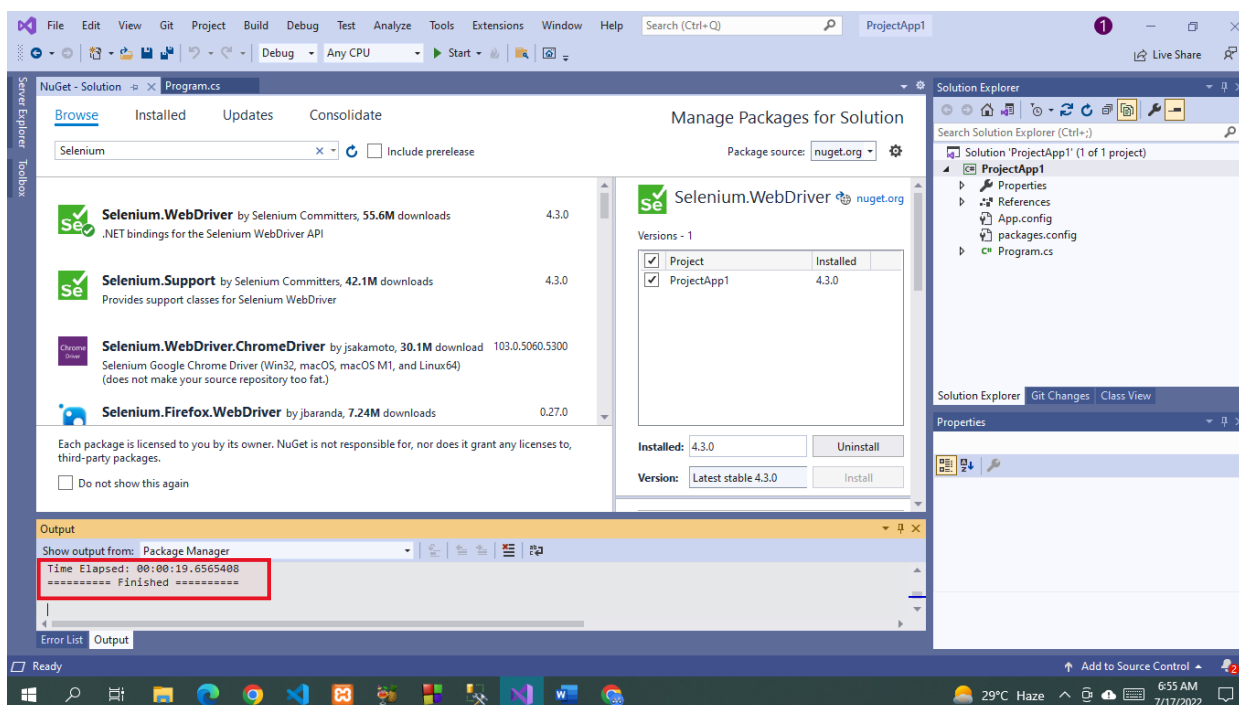 File Edit View Git Project Build Debug Test Analyze Tools Extensions Window Help Search (Ctrl+Q) ProjectApp1 1
Debug Any CPU Start Live Share
Server Explorer
Toolbox
NuGet - Solution Program.cs
Browse Installed Updates Consolidate Manage Packages for Solution
Selenium Include prerelease Package source: nuget.org
Selenium.WebDriver by Selenium Committers, 55.6M downloads 4.3.0
.NET bindings for the Selenium WebDriver API
Selenium.Support by Selenium Committers, 42.1M downloads 4.3.0
Provides support classes for Selenium WebDriver
Chrome Driver
Selenium.WebDriver.ChromeDriver by jsakamoto, 30.1M download 103.0.5060.5300
Selenium Google Chrome Driver (Win32, macOS, macOS M1, and Linux64)
(does not make your source repository too fat.)
Selenium.Firefox.WebDriver by jbaranda, 7.24M downloads 0.27.0
Each package is licensed to you by its owner. NuGet is not responsible for, nor does it grant any licenses to,
third-party packages.
Do not show this again
Se Selenium.WebDriver nuget.org
Versions - 1
Project Installed
ProjectApp1 4.3.0
Installed: 4.3.0 Uninstall
Version: Latest stable 4.3.0 Install
Solution Explorer
Search Solution Explorer (Ctrl+;)
Solution 'ProjectApp1' (1 of 1 project)
C# ProjectApp1
Properties
References
App.config
packages.config
C# Program.cs
Solution Explorer Git Changes Class View
Properties
Output
Show output from: Package Manager
Time Elapsed: 00:00:19.6565408
========== Finished ==========
Error List Output
Ready Add to Source Control 2
29°C Haze 6:55 AM
7/17/2022